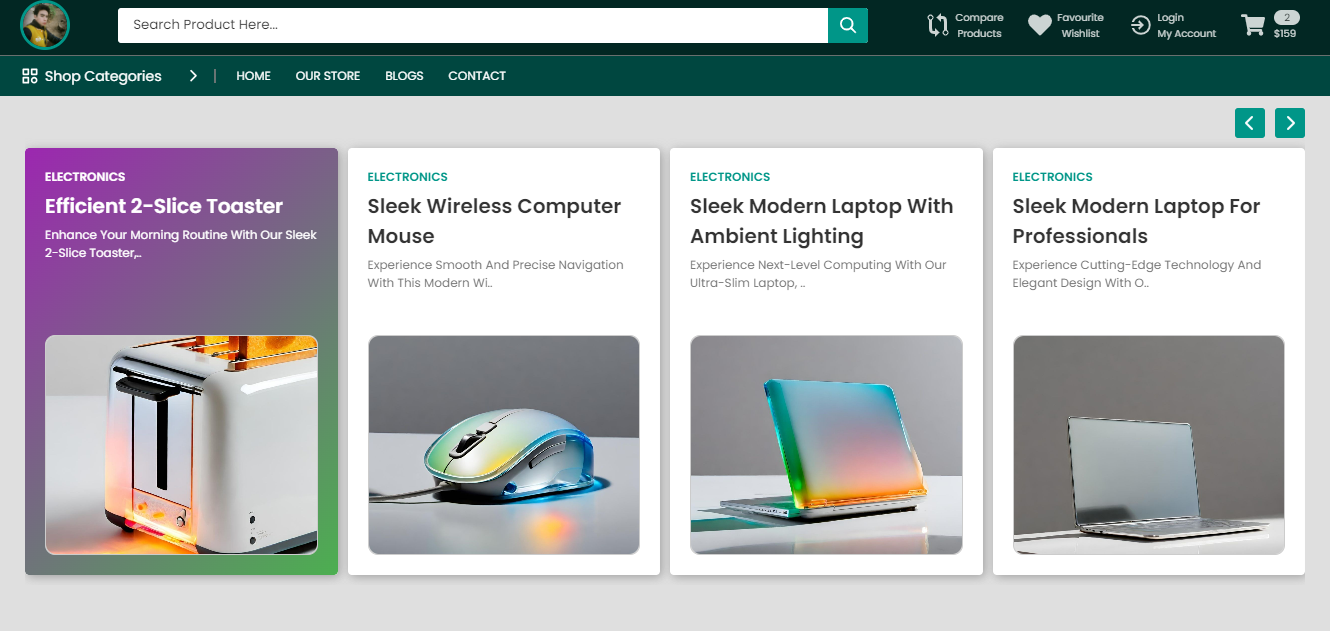 Search Product Here...
Compare
Products
Favourite
Wishlist
Login
My Account
2
$159
Shop Categories
HOME
OUR STORE
BLOGS
CONTACT
ELECTRONICS
Efficient 2-Slice Toaster
Enhance Your Morning Routine With Our Sleek
2-Slice Toaster,..
ELECTRONICS
Sleek Wireless Computer
Mouse
Experience Smooth And Precise Navigation
With This Modern Wi..
ELECTRONICS
Sleek Modern Laptop With
Ambient Lighting
Experience Next-Level Computing With Our
Ultra-Slim Laptop, ..
ELECTRONICS
Sleek Modern Laptop For
Professionals
Experience Cutting-Edge Technology And
Elegant Design With O..